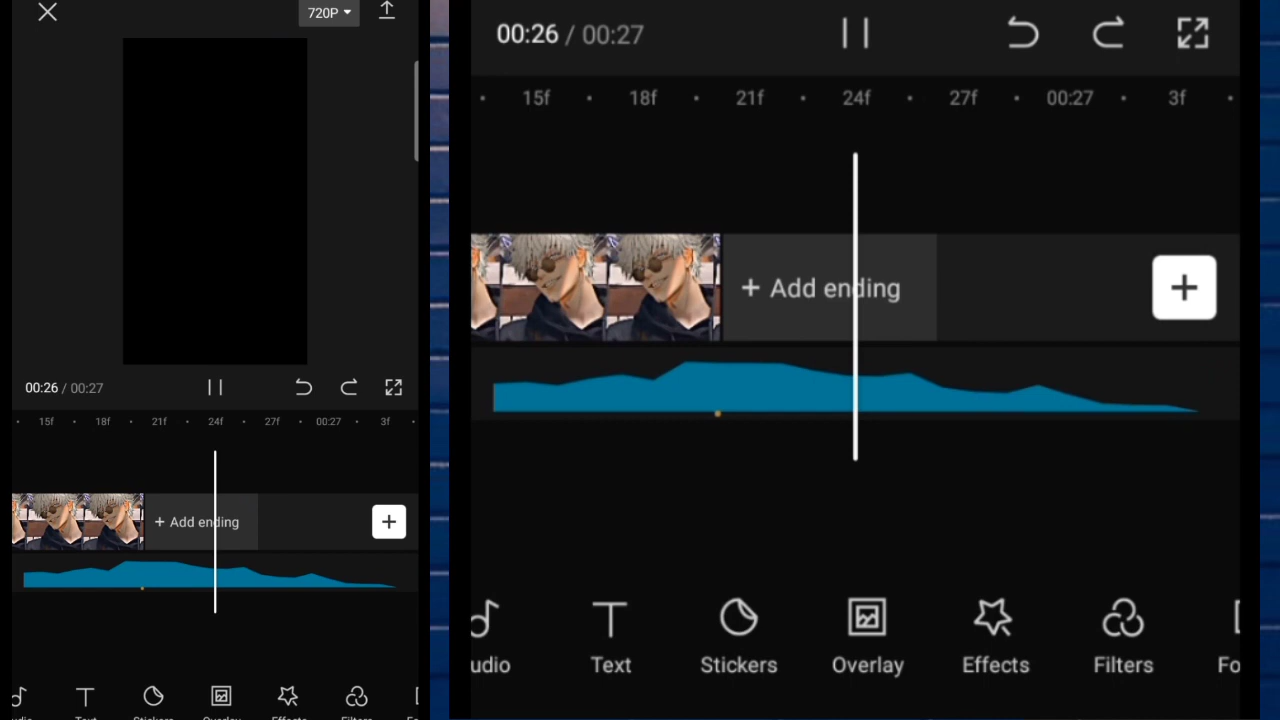 720P
00:26 / 00:27
15f 18f 21f 24f 27f 00:27 3f
+ Add ending
Text Stickers Overlay Effects Filters
00:26 / 00:27
15f 18f 21f 24f 27f 00:27 3f
+ Add ending
udio Text Stickers Overlay Effects Filters Fo